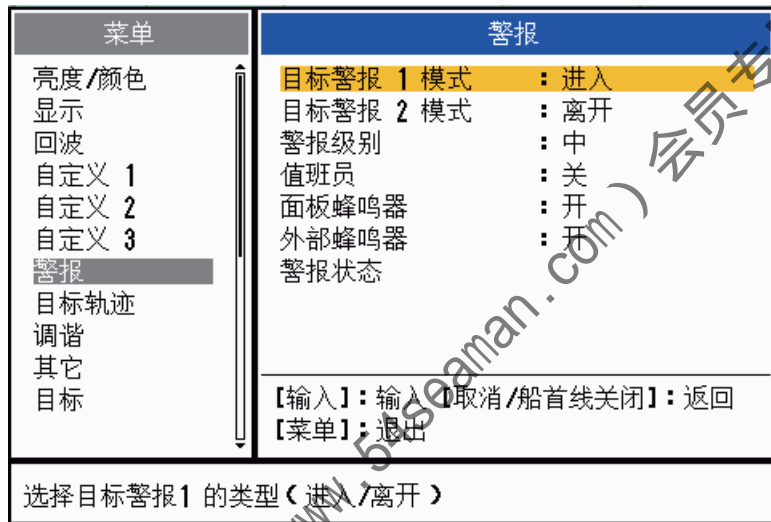 菜单
亮度/颜色
显示
回波
自定义 1
自定义 2
自定义 3
警报
目标轨迹
调谐
其它
目标
警报
目标警报 1 模式 : 进入
目标警报 2 模式 : 离开
警报级别 : 中
值班员 : 关
面板蜂鸣器 : 开
外部蜂鸣器 : 开
警报状态
[输入]:输入 [取消/船首线关闭]:返回
[菜单]:退出
选择目标警报1 的类型(进入/离开)
www.54seaman.com)会员专